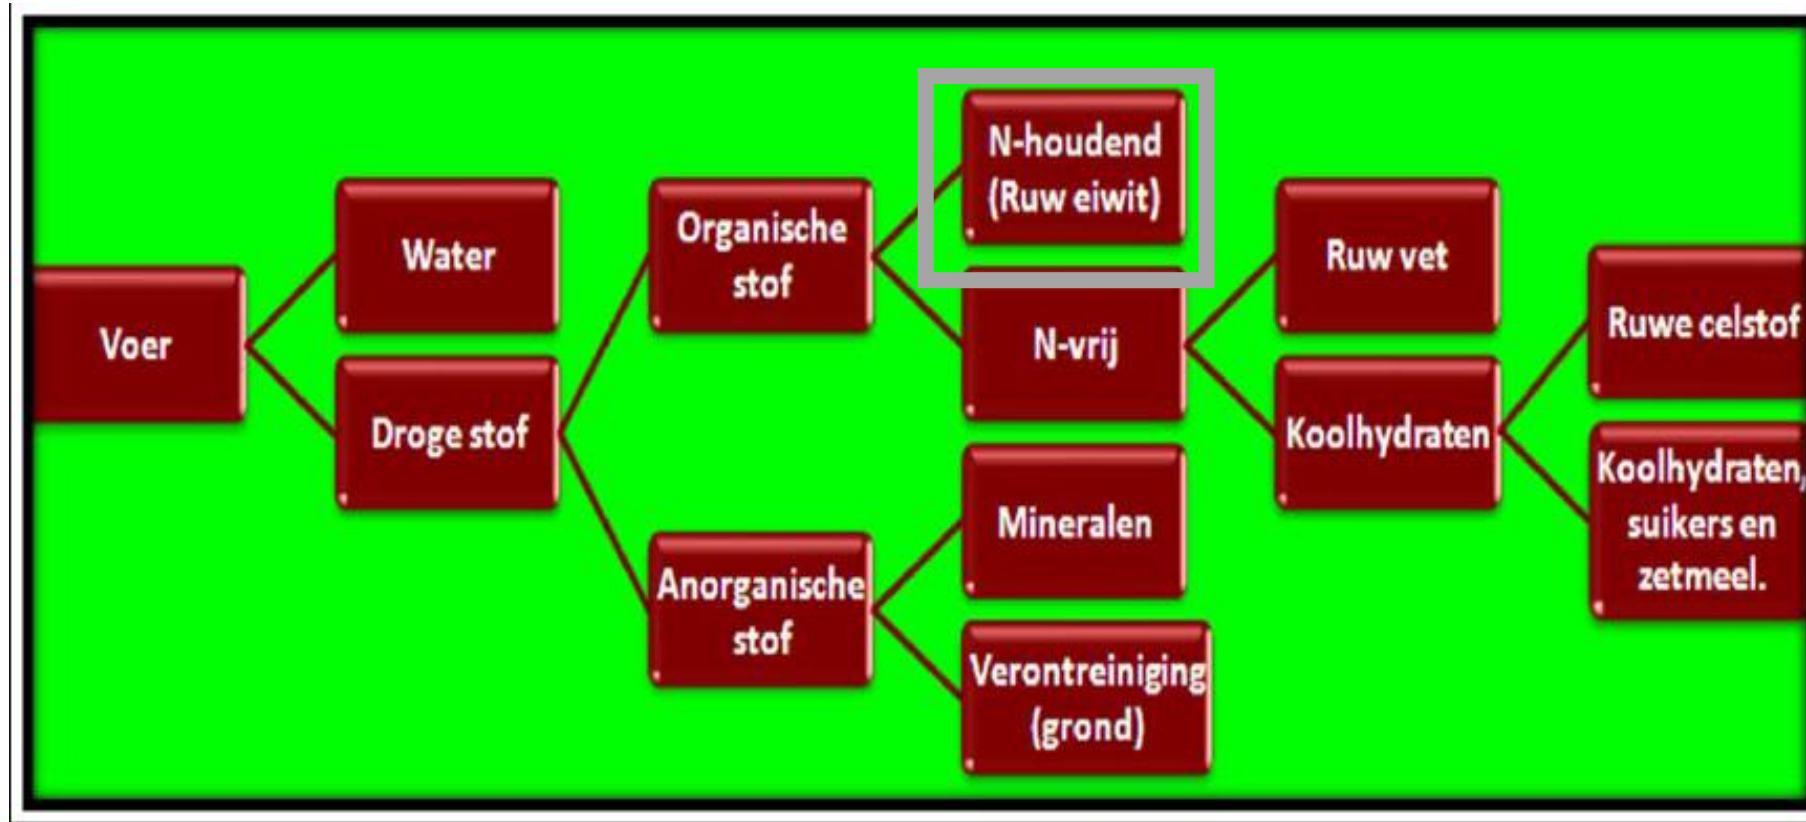 Voer
Water
Droge stof
Organische
stof
Anorganische
stof
N-houdend
(Ruw eiwit)
N-vrij
Mineralen
Verontreiniging
(grond)
Ruw vet
Koolhydraten
Ruwe celstof
Koolhydraten,
suikers en
zetmeel.